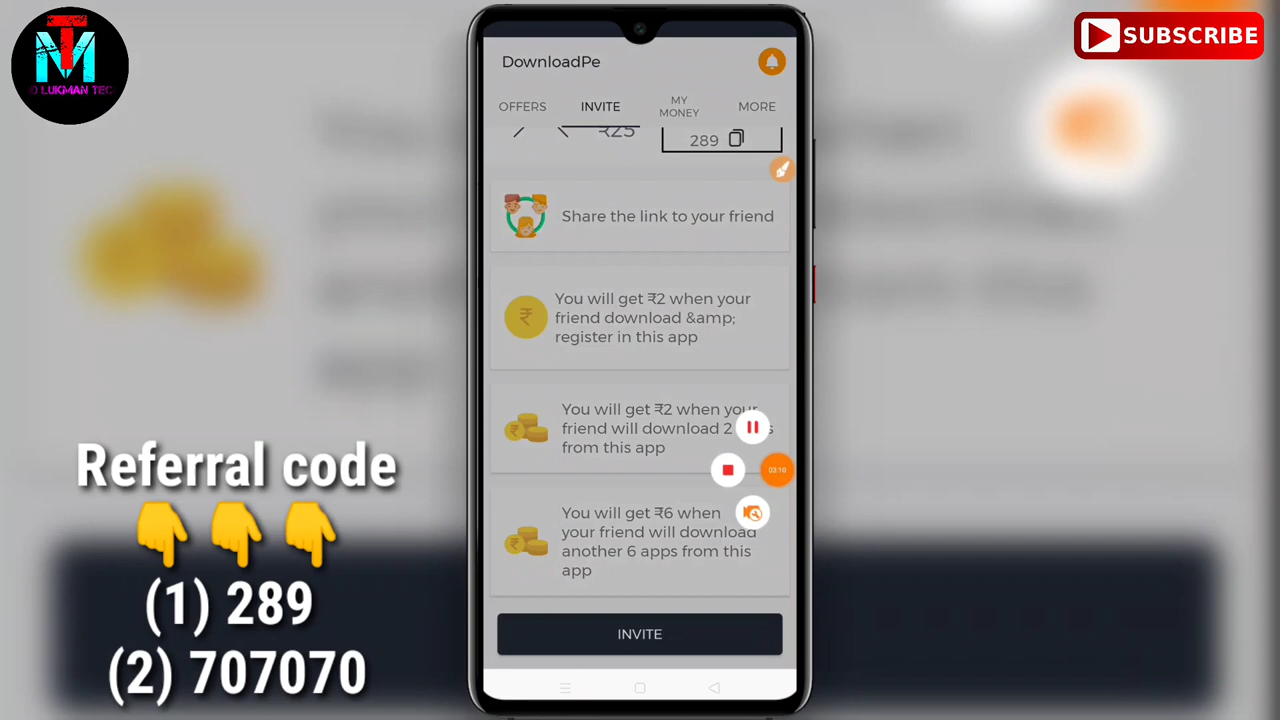 TM
LUKMAN TEC
SUBSCRIBE
DownloadPe
OFFERS
INVITE
MY
MONEY
MORE
₹25
289
Share the link to your friend
You will get ₹2 when your
friend download &amp;
register in this app
You will get ₹2 when your
friend will download 2
from this app
You will get ₹6 when
your friend will download
another 6 apps from this
app
INVITE
03:10
Referral code
👇👇👇
(1) 289
(2) 707070